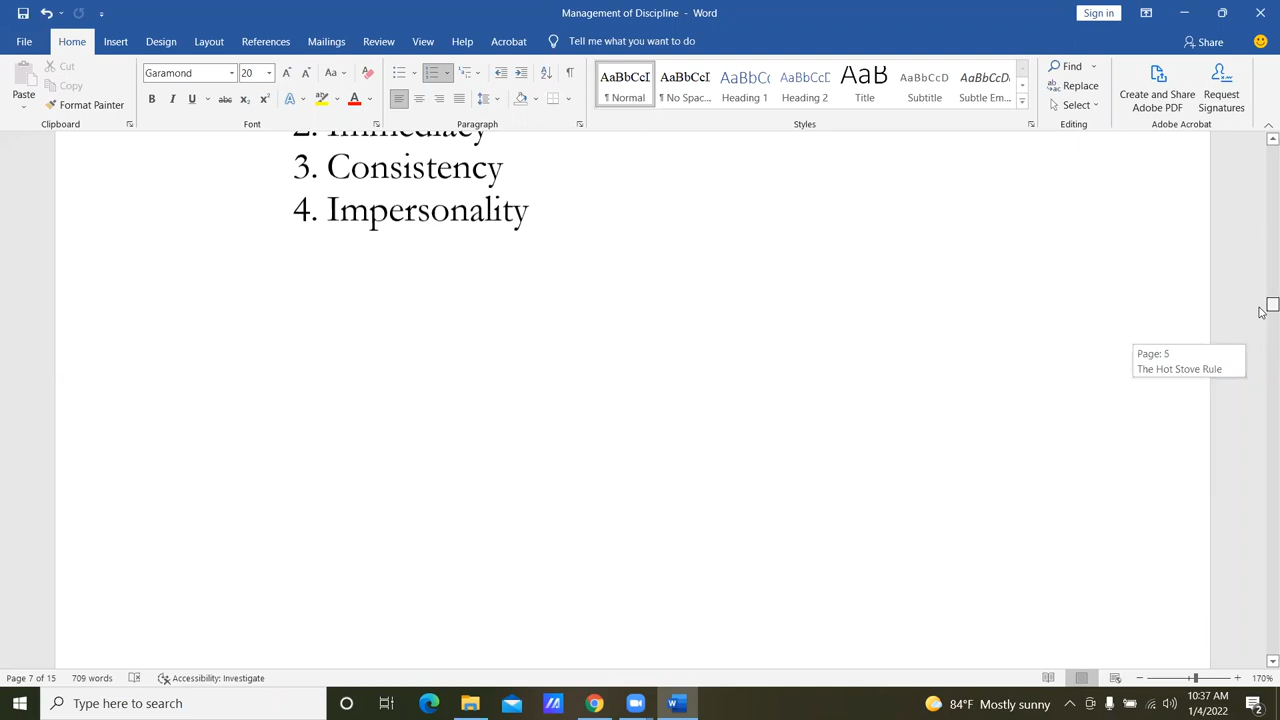 Management of Discipline - Word
Sign in
File Home Insert Design Layout References Mailings Review View Help Acrobat Tell me what you want to do Share
Paste
Cut
Copy
Format Painter
Clipboard
Garamond 20
Font
Paragraph
AaBbCcI AaBbCcI AaBbCc AaBbCcI AaB AaBbCcD AaBbCcD
¶ Normal ¶ No Spac... Heading 1 Heading 2 Title Subtitle Subtle Em...
Styles
Find
Replace
Select
Editing
Create and Share Adobe PDF
Request Signatures
Adobe Acrobat
2. Immediacy
3. Consistency
4. Impersonality
Page: 5
The Hot Stove Rule
Page 7 of 15 709 words Accessibility: Investigate 170%
Type here to search
84°F Mostly sunny
10:37 AM
1/4/2022
2